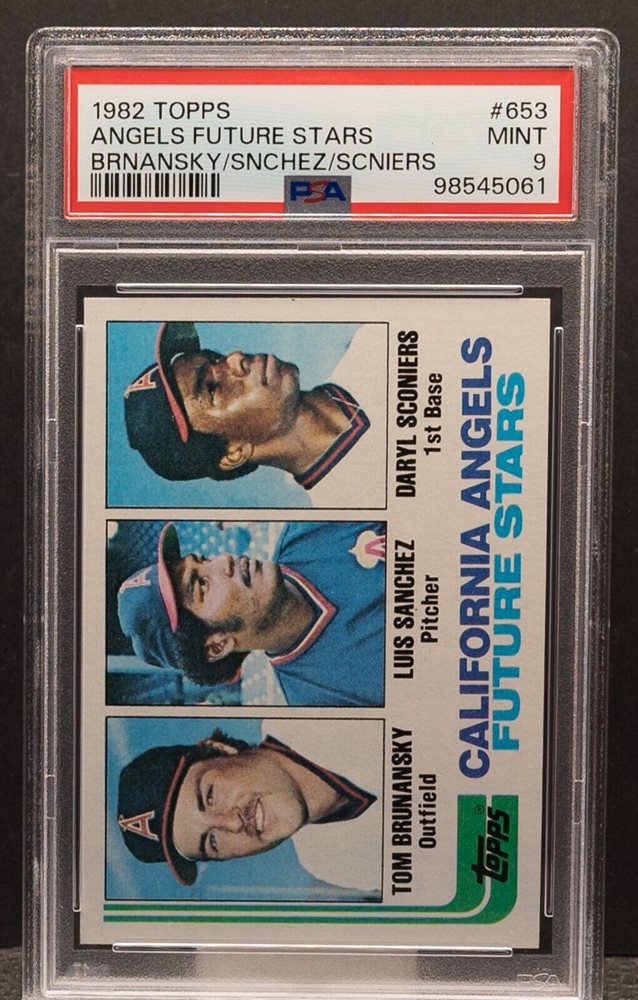 1982 TOPPS #653
ANGELS FUTURE STARS MINT
BRNANSKY/SNCHEZ/SCNIERS 9
PSA 98545061
A
A
A
TOM BRUNANSKY LUIS SANCHEZ DARYL SCONIERS
Outfield Pitcher 1st Base
topps® CALIFORNIA ANGELS
FUTURE STARS
PSA